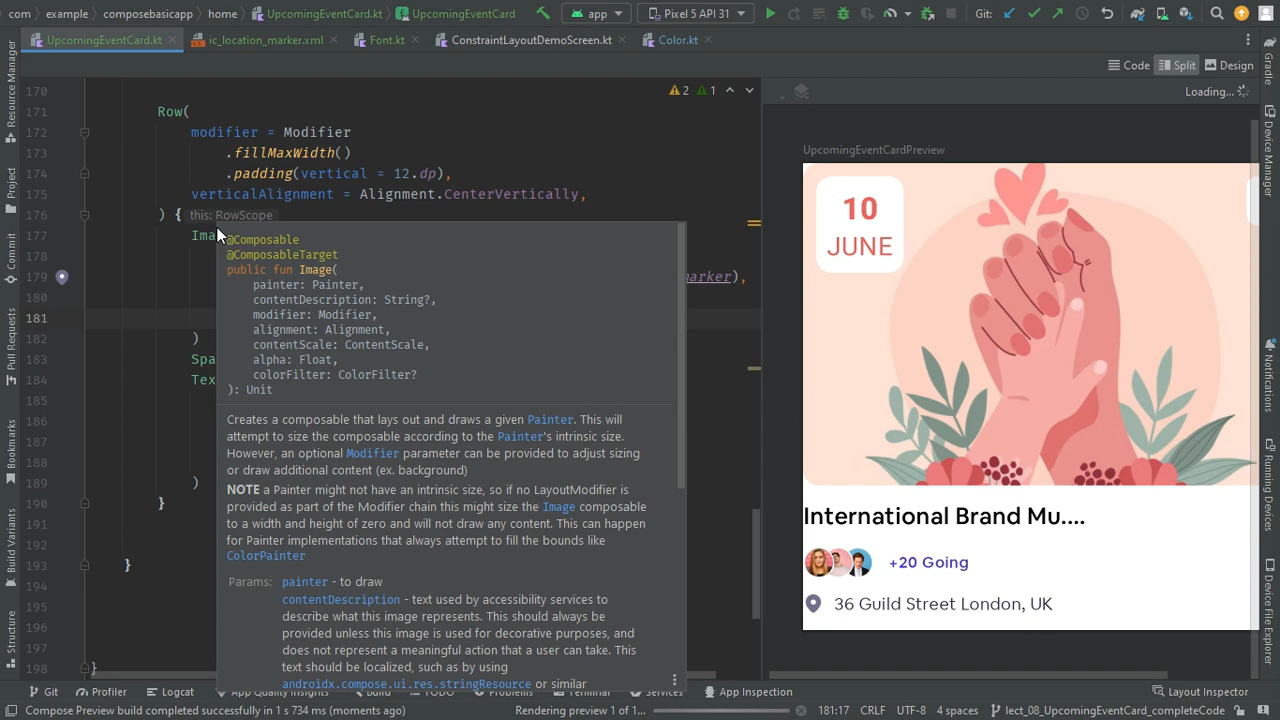 com
example
composebasicapp
home
UpcomingEventCard.kt
UpcomingEventCard
app
Pixel 5 API 31
Git:
UpcomingEventCard.kt
ic_location_marker.xml
Font.kt
ConstraintLayoutDemoScreen.kt
Color.kt
Code
Split
Design
Loading...
Resource Manager
Project
Commit
Pull Requests
Bookmarks
Build Variants
Structure
170
171 Row(
172 modifier = Modifier
173 .fillMaxWidth()
174 .padding(vertical = 12.dp),
175 verticalAlignment = Alignment.CenterVertically,
176 ) { this: RowScope
177 Ima
178
179 marker),
180
181
182 )
183 Spa
184 Tex
185
186
187
188
189 )
190 }
191
192
193 }
194
195
196
197
198 }
2
1
@Composable
@ComposableTarget
public fun Image(
painter: Painter,
contentDescription: String?,
modifier: Modifier,
alignment: Alignment,
contentScale: ContentScale,
alpha: Float,
colorFilter: ColorFilter?
): Unit
Creates a composable that lays out and draws a given Painter. This will
attempt to size the composable according to the Painter's intrinsic size.
However, an optional Modifier parameter can be provided to adjust sizing
or draw additional content (ex. background)
NOTE a Painter might not have an intrinsic size, so if no LayoutModifier is
provided as part of the Modifier chain this might size the Image composable
to a width and height of zero and will not draw any content. This can happen
for Painter implementations that always attempt to fill the bounds like
ColorPainter
Params: painter - to draw
contentDescription - text used by accessibility services to
describe what this image represents. This should always be
provided unless this image is used for decorative purposes, and
does not represent a meaningful action that a user can take. This
text should be localized, such as by using
androidx.compose.ui.res.stringResource or similar
UpcomingEventCardPreview
10
JUNE
International Brand Mu....
+20 Going
36 Guild Street London, UK
Gradle
Device Manager
Notifications
Running Devices
Device File Explorer
Git
Profiler
Logcat
App Quality Insights
Build
TODO
Problems
Terminal
Services
App Inspection
Layout Inspector
Compose Preview build completed successfully in 1 s 734 ms (moments ago)
Rendering preview 1 of 1...
181:17
CRLF
UTF-8
4 spaces
lect_08_UpcomingEventCard_completeCode